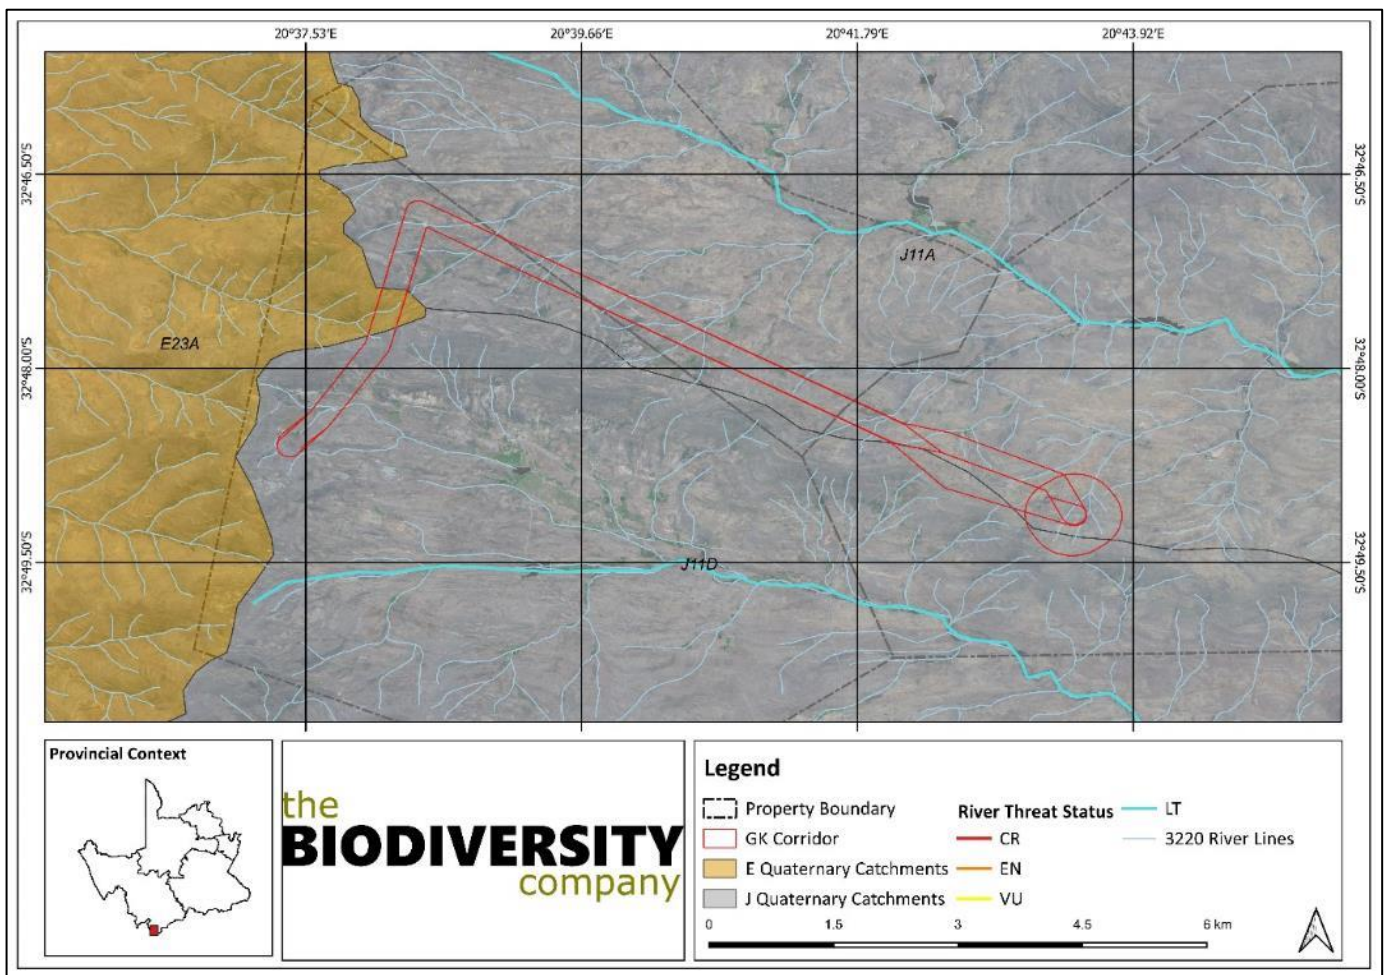 20°37.53'E
20°39.66'E
20°41.79'E
20°43.92'E
32°46.50'S
32°46.50'S
J11A
E23A
32°48.00'S
32°48.00'S
32°49.50'S
32°49.50'S
J11D
Provincial Context
the
BIODIVERSITY
company
Legend
Property Boundary
GK Corridor
E Quaternary Catchments
J Quaternary Catchments
River Threat Status
CR
EN
VU
LT
3220 River Lines
0 1.5 3 4.5 6 km